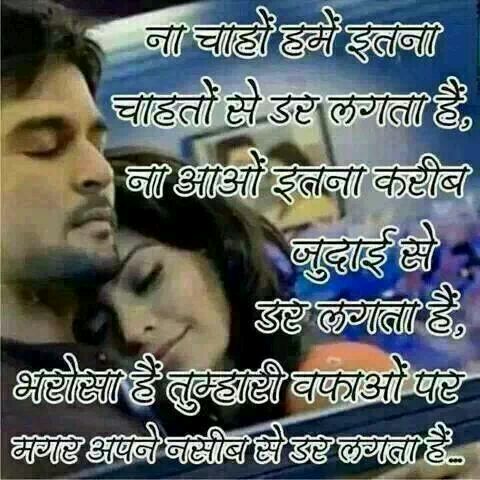 ना चाहों हमें इतना
चाहतों से डर लगता हैं,
ना आओं इतना करीब
जुदाई से
डर लगता हैं,
भरोसा हैं तुम्हारी वफाओं पर
मगर अपने नसीब से डर लगता हैं...